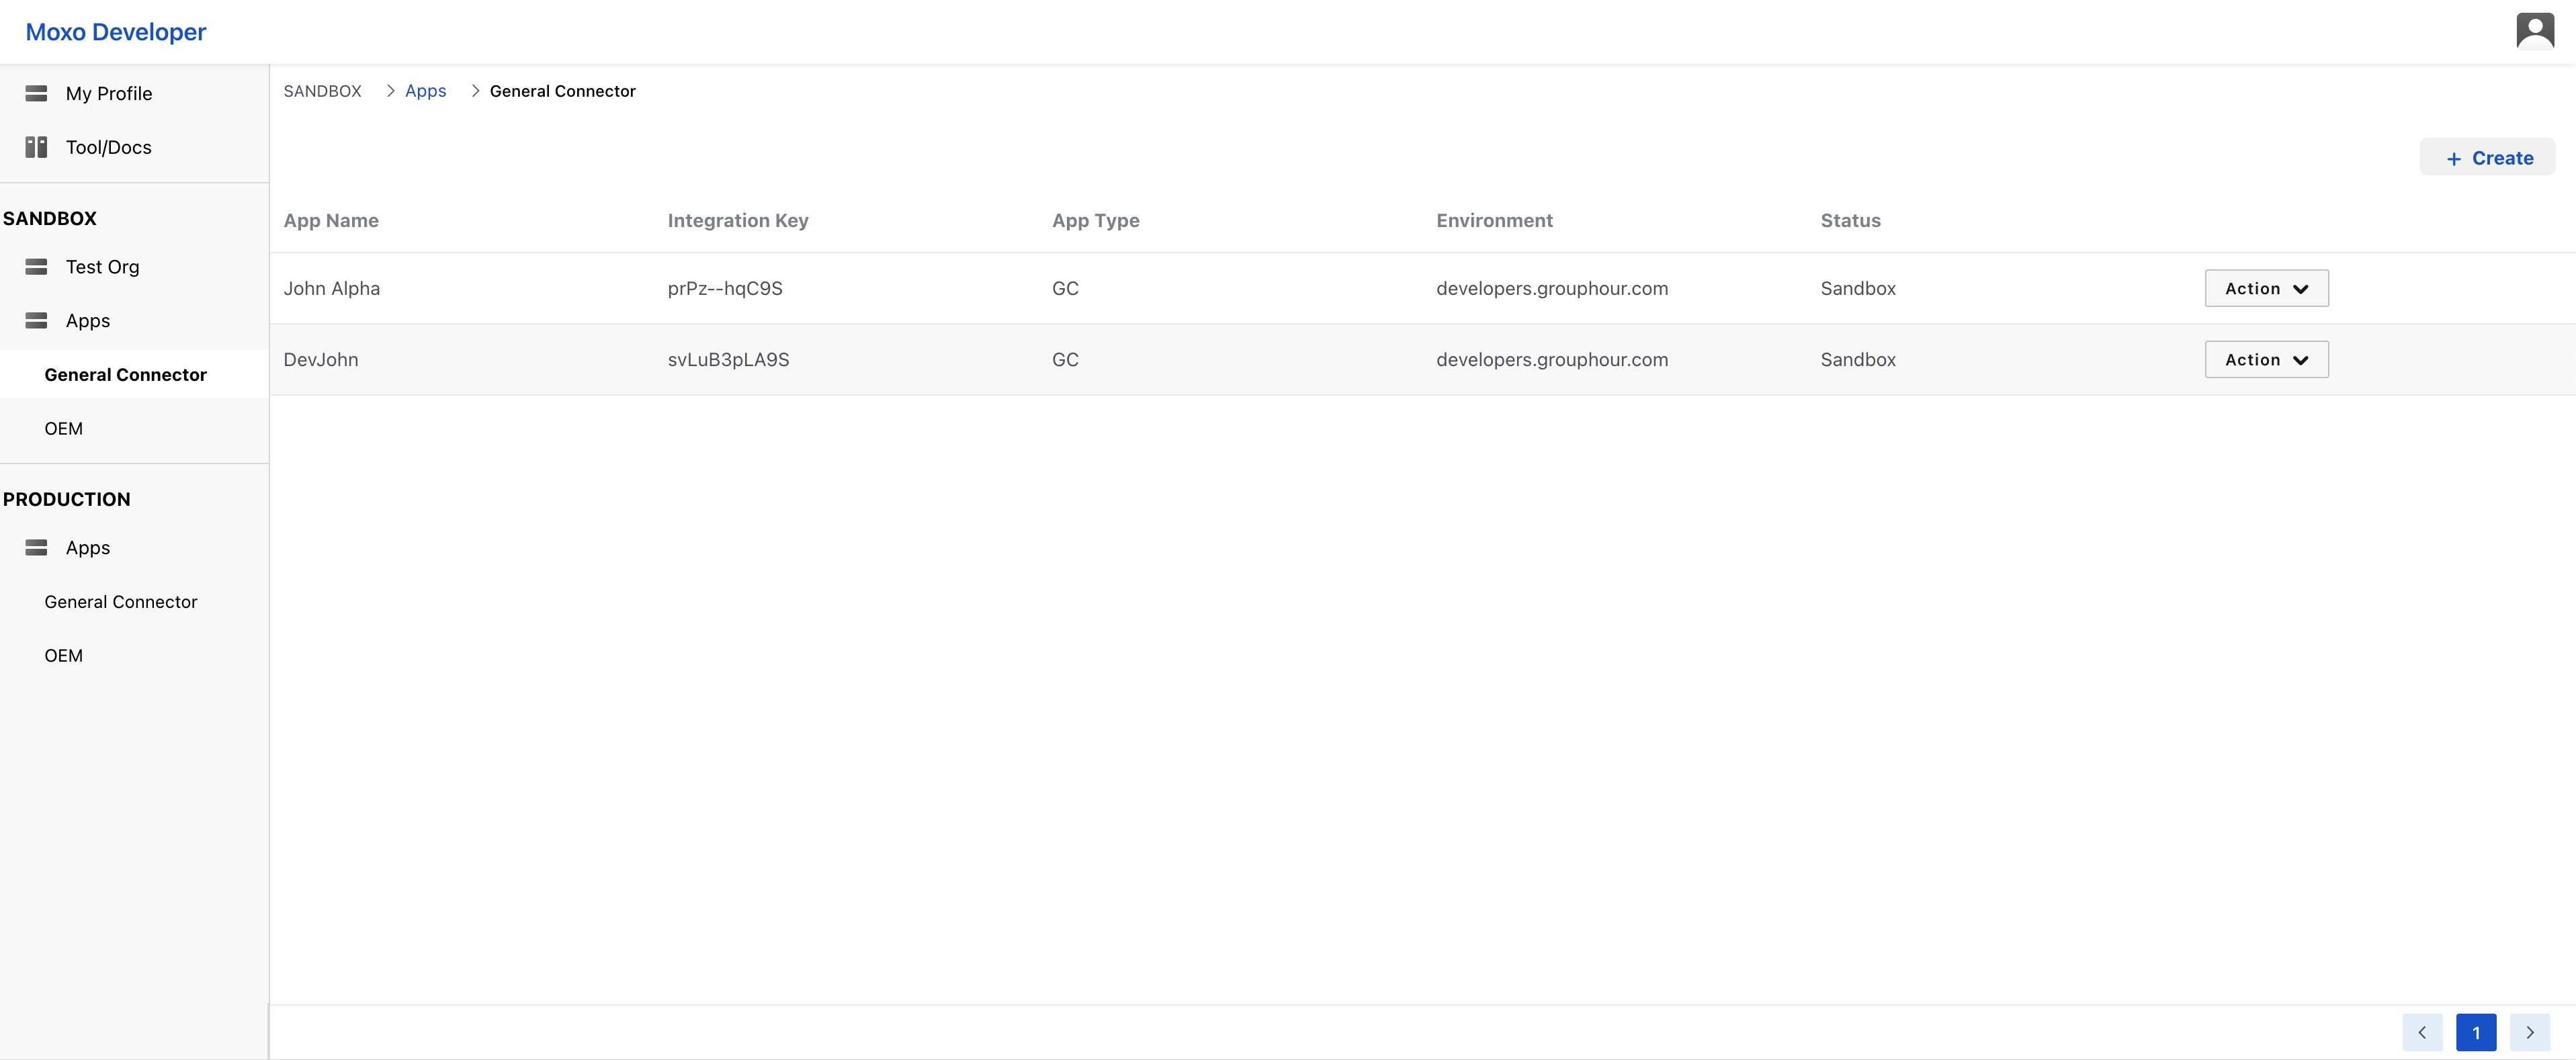 Moxo Developer
My Profile
Tool/Docs
SANDBOX
Test Org
Apps
General Connector
OEM
PRODUCTION
Apps
General Connector
OEM
SANDBOX > Apps > General Connector
+ Create
App Name Integration Key App Type Environment Status
John Alpha prPz--hqC9S GC developers.grouphour.com Sandbox Action
DevJohn svLuB3pLA9S GC developers.grouphour.com Sandbox Action
< 1 >